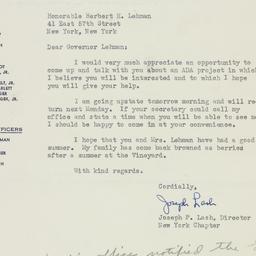 Honorable Herbert H. Lehman
41 East 57th Street
New York, New York
Dear Governor Lehman:
I would very much appreciate an opportunity to
come up and talk with you about an ADA project in which
I believe you will be interested and to which I hope
you will give your help.
I am going upstate tomorrow morning and will re
turn next Monday. If your secretary could call my
office and state a time when you will be able to see me
I should be happy to come in at your convenience.
I hope that you and Mrs. Lehman have had a good
summer. My family has come back browned as berries
after a summer at the Vineyard.
With kind regards.
Cordially,
Joseph Lash
Joseph P. Lash, Director
New York Chapter
office notified the
JR.
JR.
FFICERS